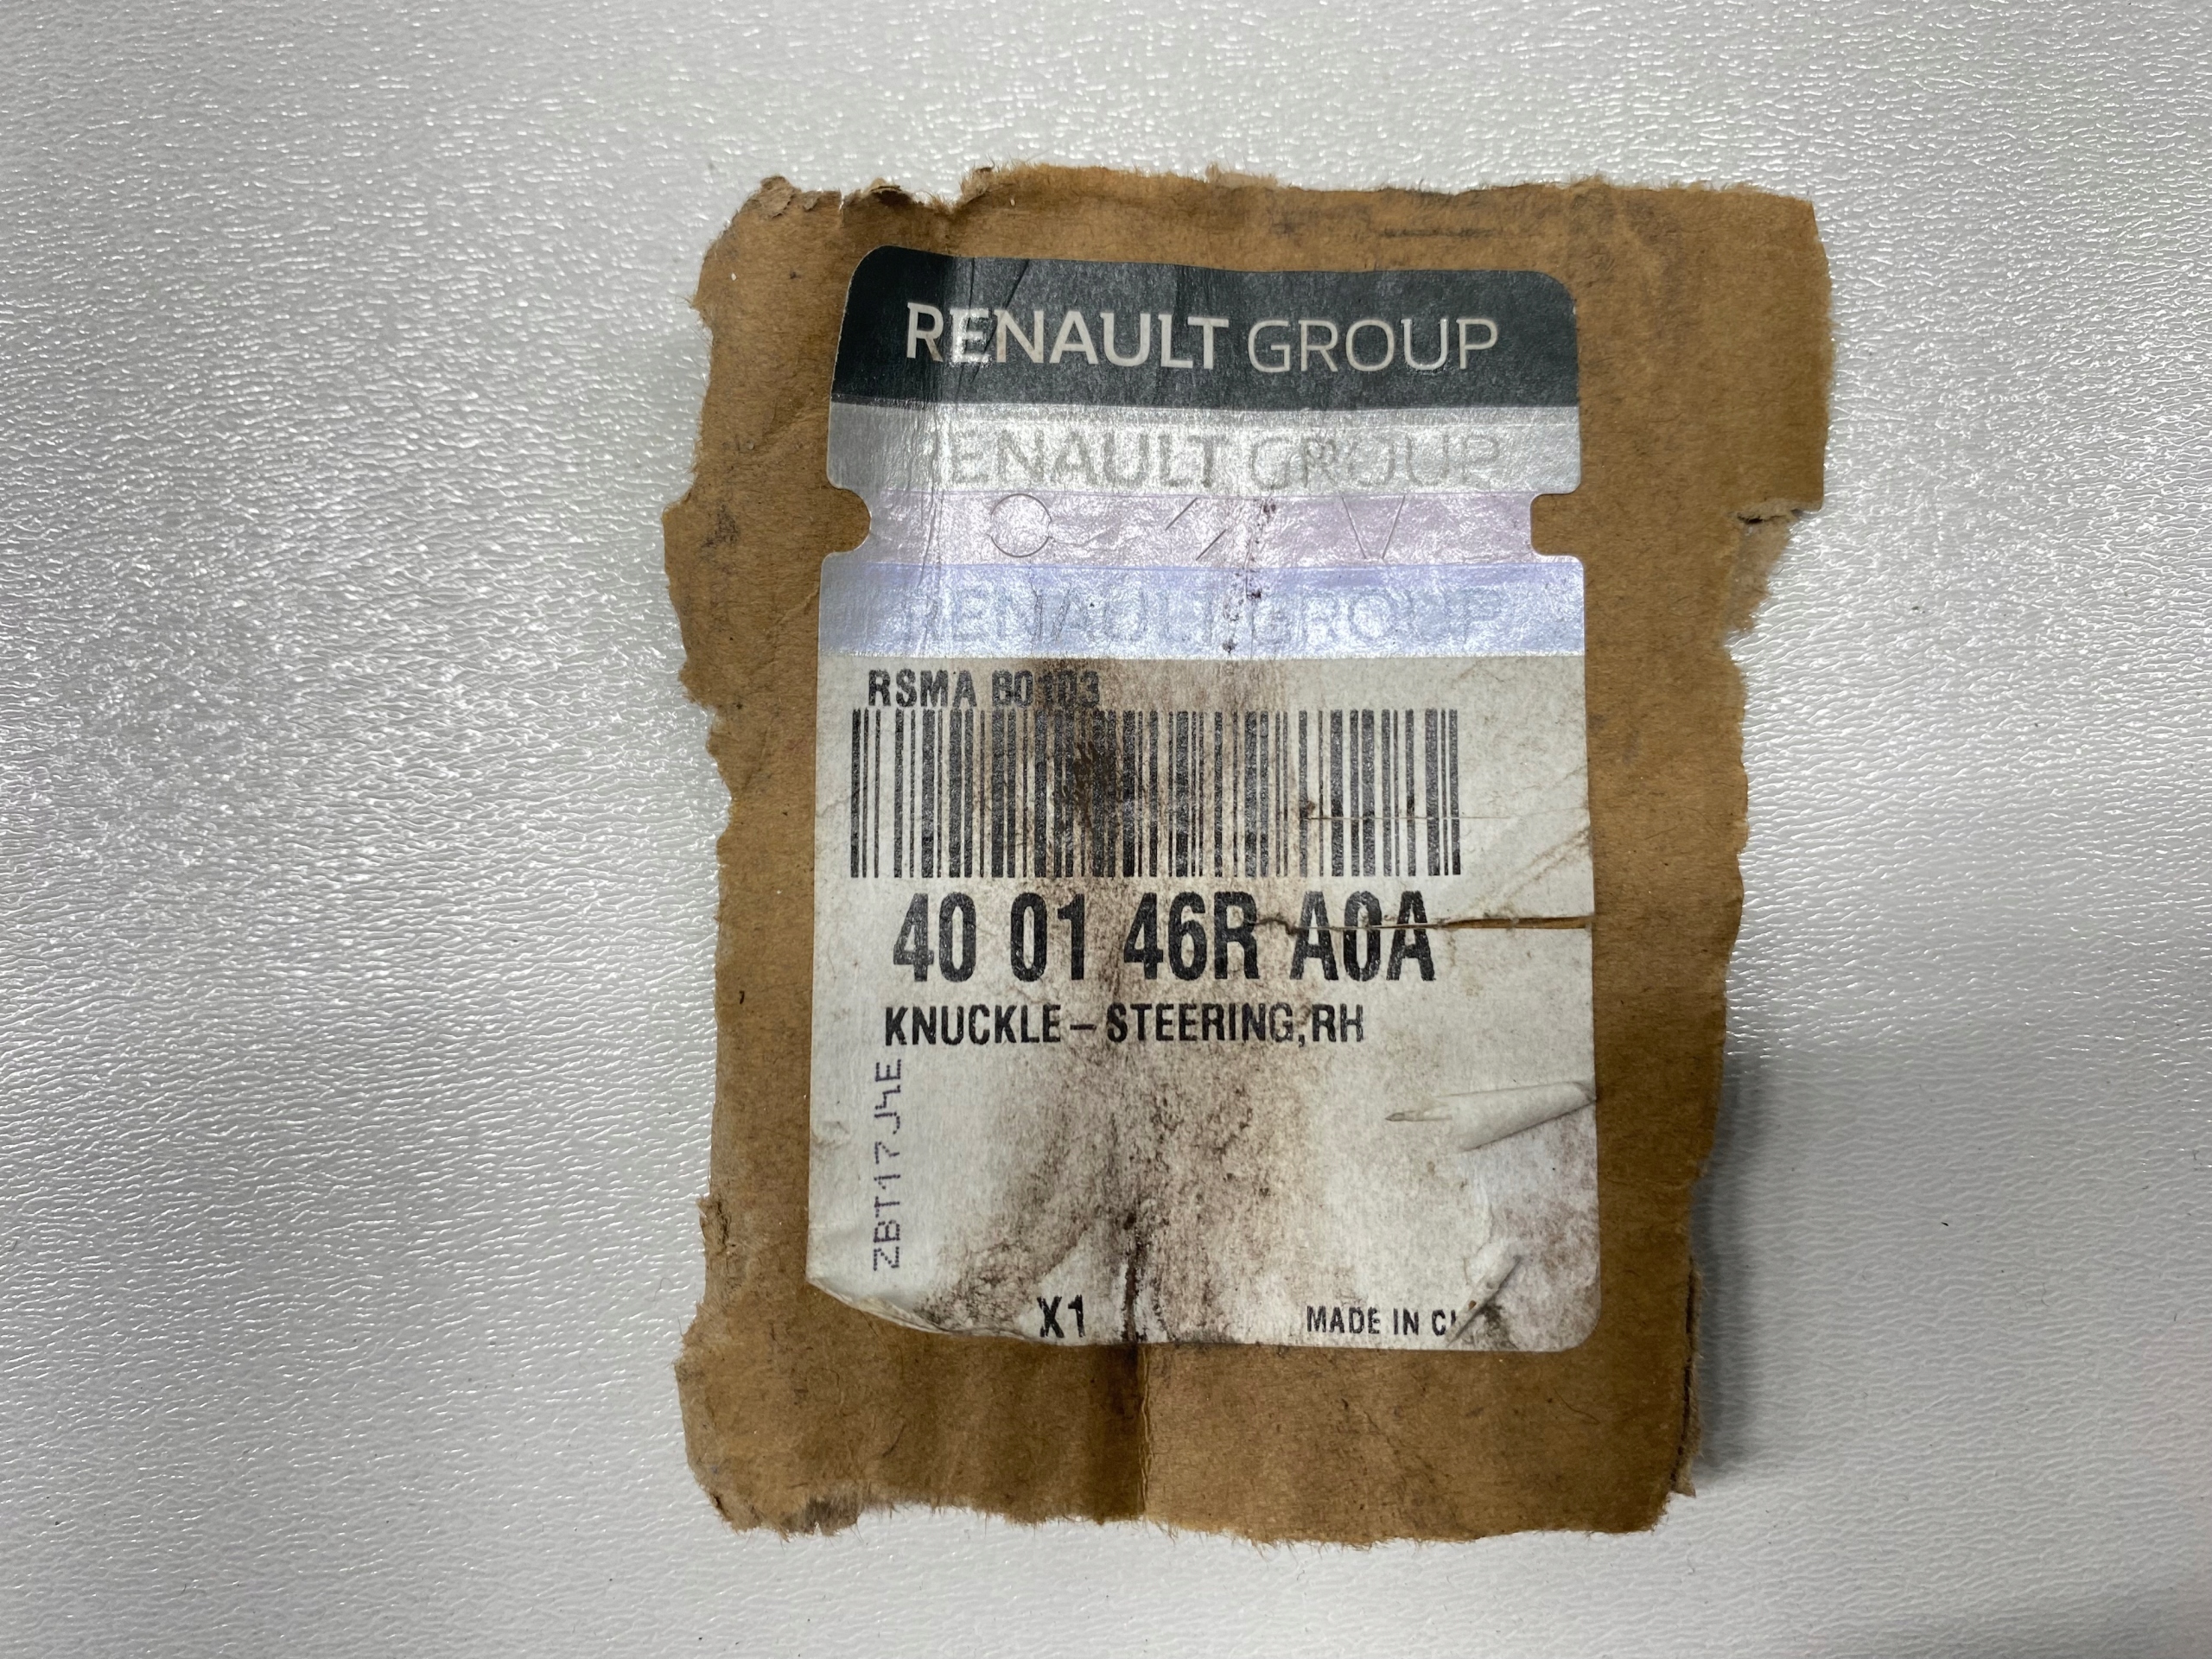 RENAULT GROUP
RENAULT GROUP
RENAULT GROUP
RSMA B0103
40 01 46R A0A
KNUCKLE-STEERING,RH
ZBT17J4E
X1
MADE IN